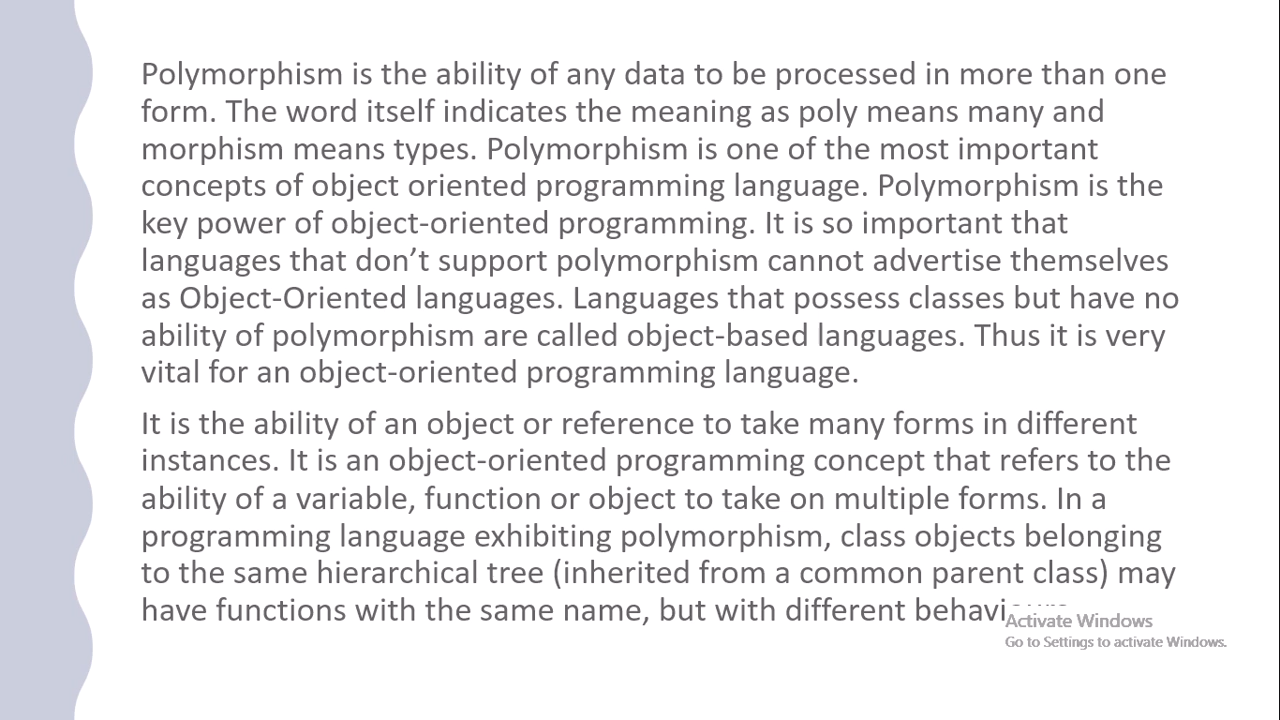 Polymorphism is the ability of any data to be processed in more than one
form. The word itself indicates the meaning as poly means many and
morphism means types. Polymorphism is one of the most important
concepts of object oriented programming language. Polymorphism is the
key power of object-oriented programming. It is so important that
languages that don’t support polymorphism cannot advertise themselves
as Object-Oriented languages. Languages that possess classes but have no
ability of polymorphism are called object-based languages. Thus it is very
vital for an object-oriented programming language.
It is the ability of an object or reference to take many forms in different
instances. It is an object-oriented programming concept that refers to the
ability of a variable, function or object to take on multiple forms. In a
programming language exhibiting polymorphism, class objects belonging
to the same hierarchical tree (inherited from a common parent class) may
have functions with the same name, but with different
Activate Windows
Go to Settings to activate Windows.